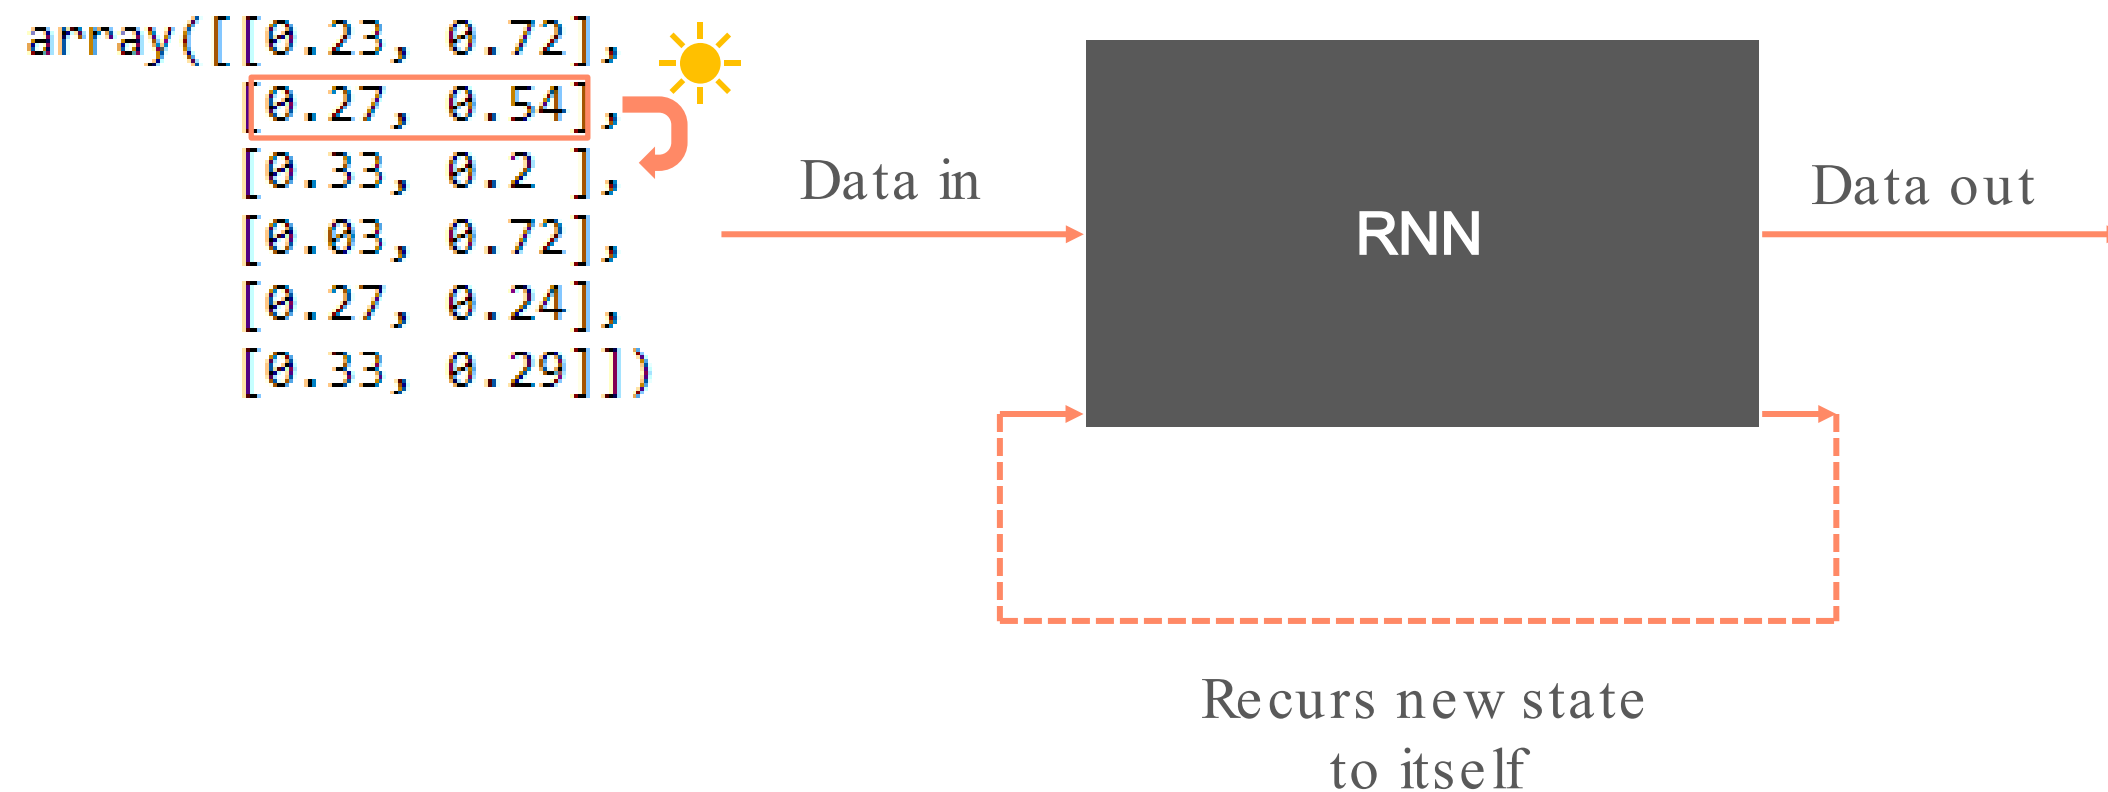 array([[0.23, 0.72],
[0.27, 0.54],
[0.33, 0.2 ],
[0.03, 0.72],
[0.27, 0.24],
[0.33, 0.29]])
Data in
RNN
Data out
Recurs new state
to itself